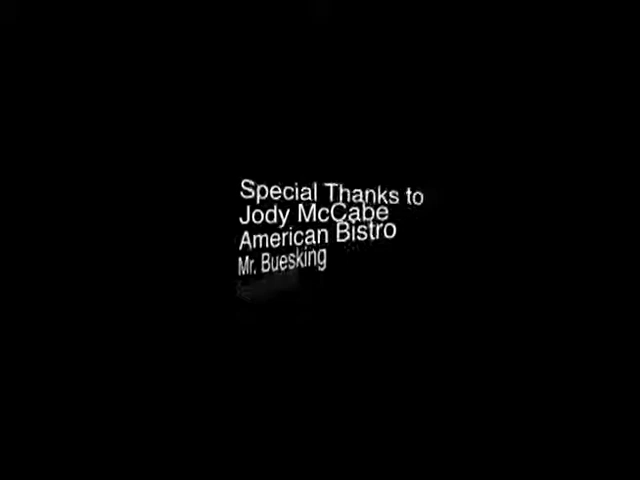 Special Thanks to
Jody McCabe
American Bistro
Mr. Buesking